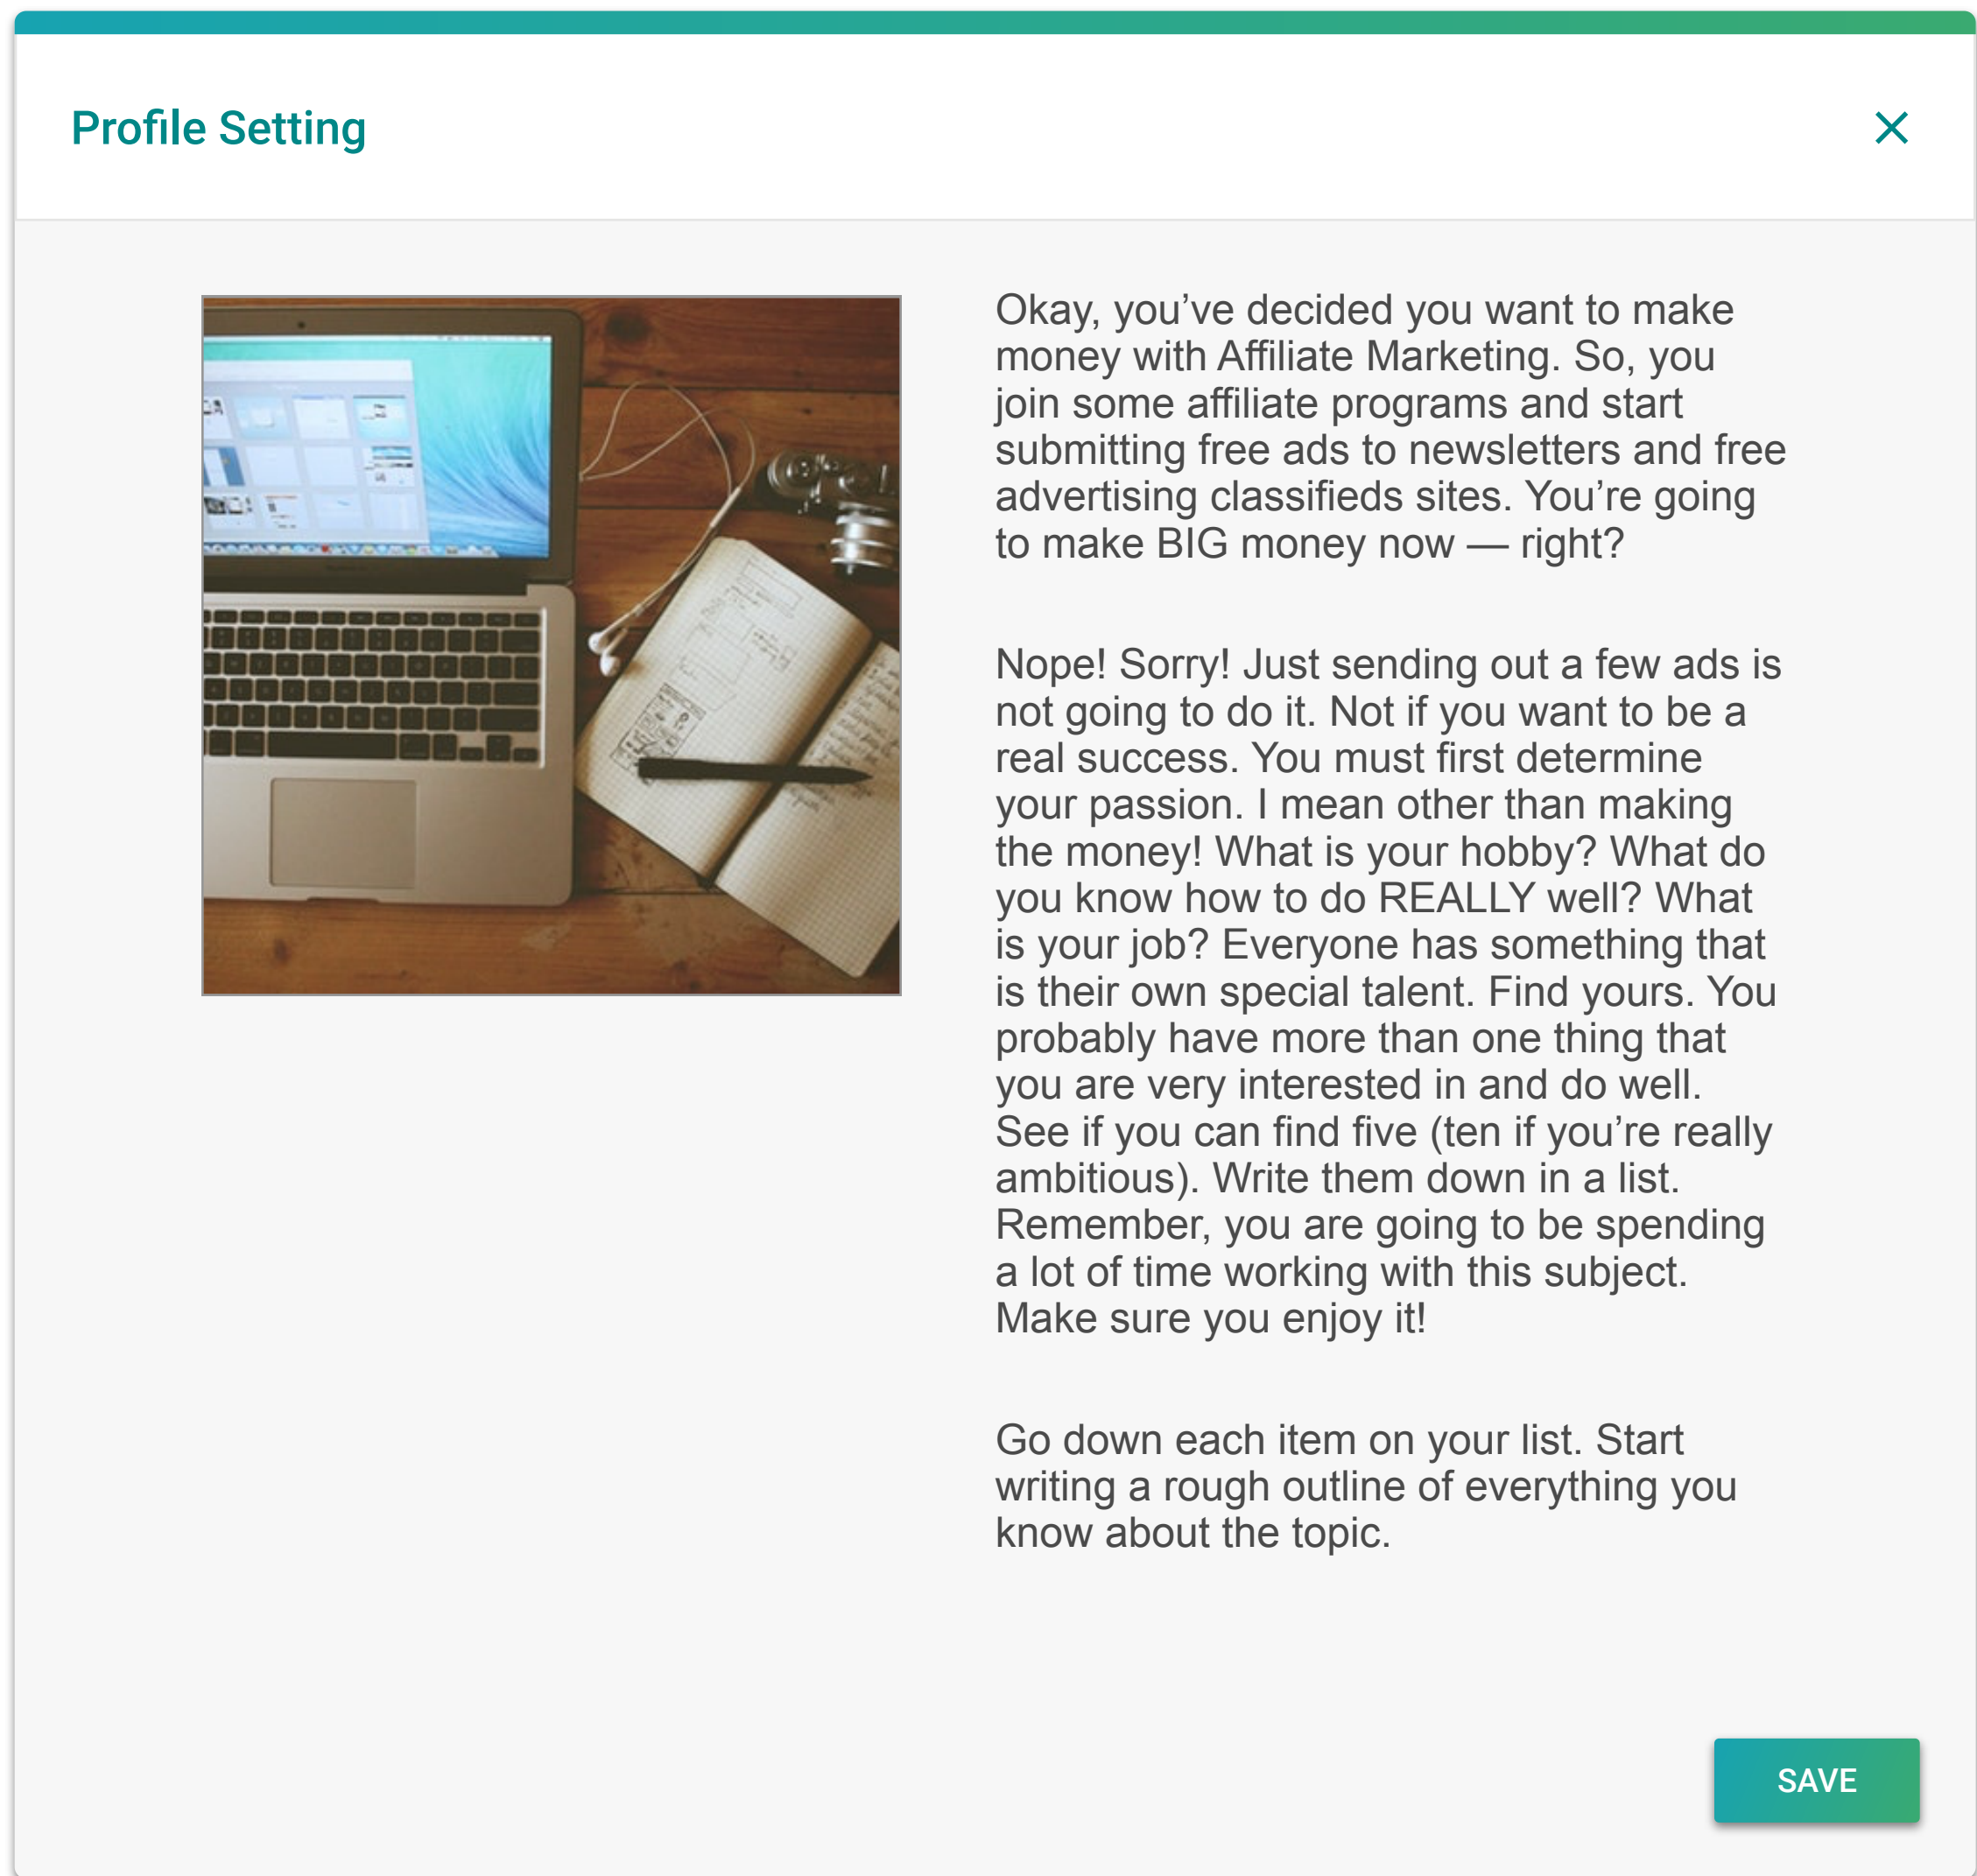 Profile Setting
Okay, you’ve decided you want to make
money with Affiliate Marketing. So, you
join some affiliate programs and start
submitting free ads to newsletters and free
advertising classifieds sites. You’re going
to make BIG money now — right?
Nope! Sorry! Just sending out a few ads is
not going to do it. Not if you want to be a
real success. You must first determine
your passion. I mean other than making
the money! What is your hobby? What do
you know how to do REALLY well? What
is your job? Everyone has something that
is their own special talent. Find yours. You
probably have more than one thing that
you are very interested in and do well.
See if you can find five (ten if you’re really
ambitious). Write them down in a list.
Remember, you are going to be spending
a lot of time working with this subject.
Make sure you enjoy it!
Go down each item on your list. Start
writing a rough outline of everything you
know about the topic.
SAVE